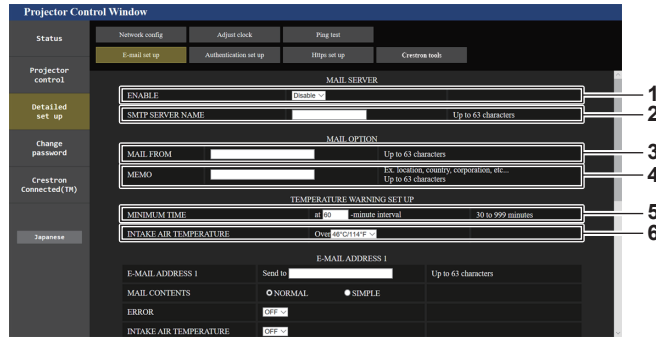 Projector Control Window
Status
Network config
Adjust clock
Ping test
E-mail set up
Authentication set up
Https set up
Crestron tools
Projector
control
Detailed
set up
Change
password
Crestron
Connected(TM)
Japanese
MAIL SERVER
ENABLE Disable 1
SMTP SERVER NAME Up to 63 characters 2
MAIL OPTION
MAIL FROM Up to 63 characters 3
MEMO Ex. location, country, corporation, etc...
Up to 63 characters 4
TEMPERATURE WARNING SET UP
MINIMUM TIME at 60 -minute interval 30 to 999 minutes 5
INTAKE AIR TEMPERATURE Over 46°C/114°F 6
E-MAIL ADDRESS 1
E-MAIL ADDRESS 1 Send to Up to 63 characters
MAIL CONTENTS NORMAL SIMPLE
ERROR OFF
INTAKE AIR TEMPERATURE OFF